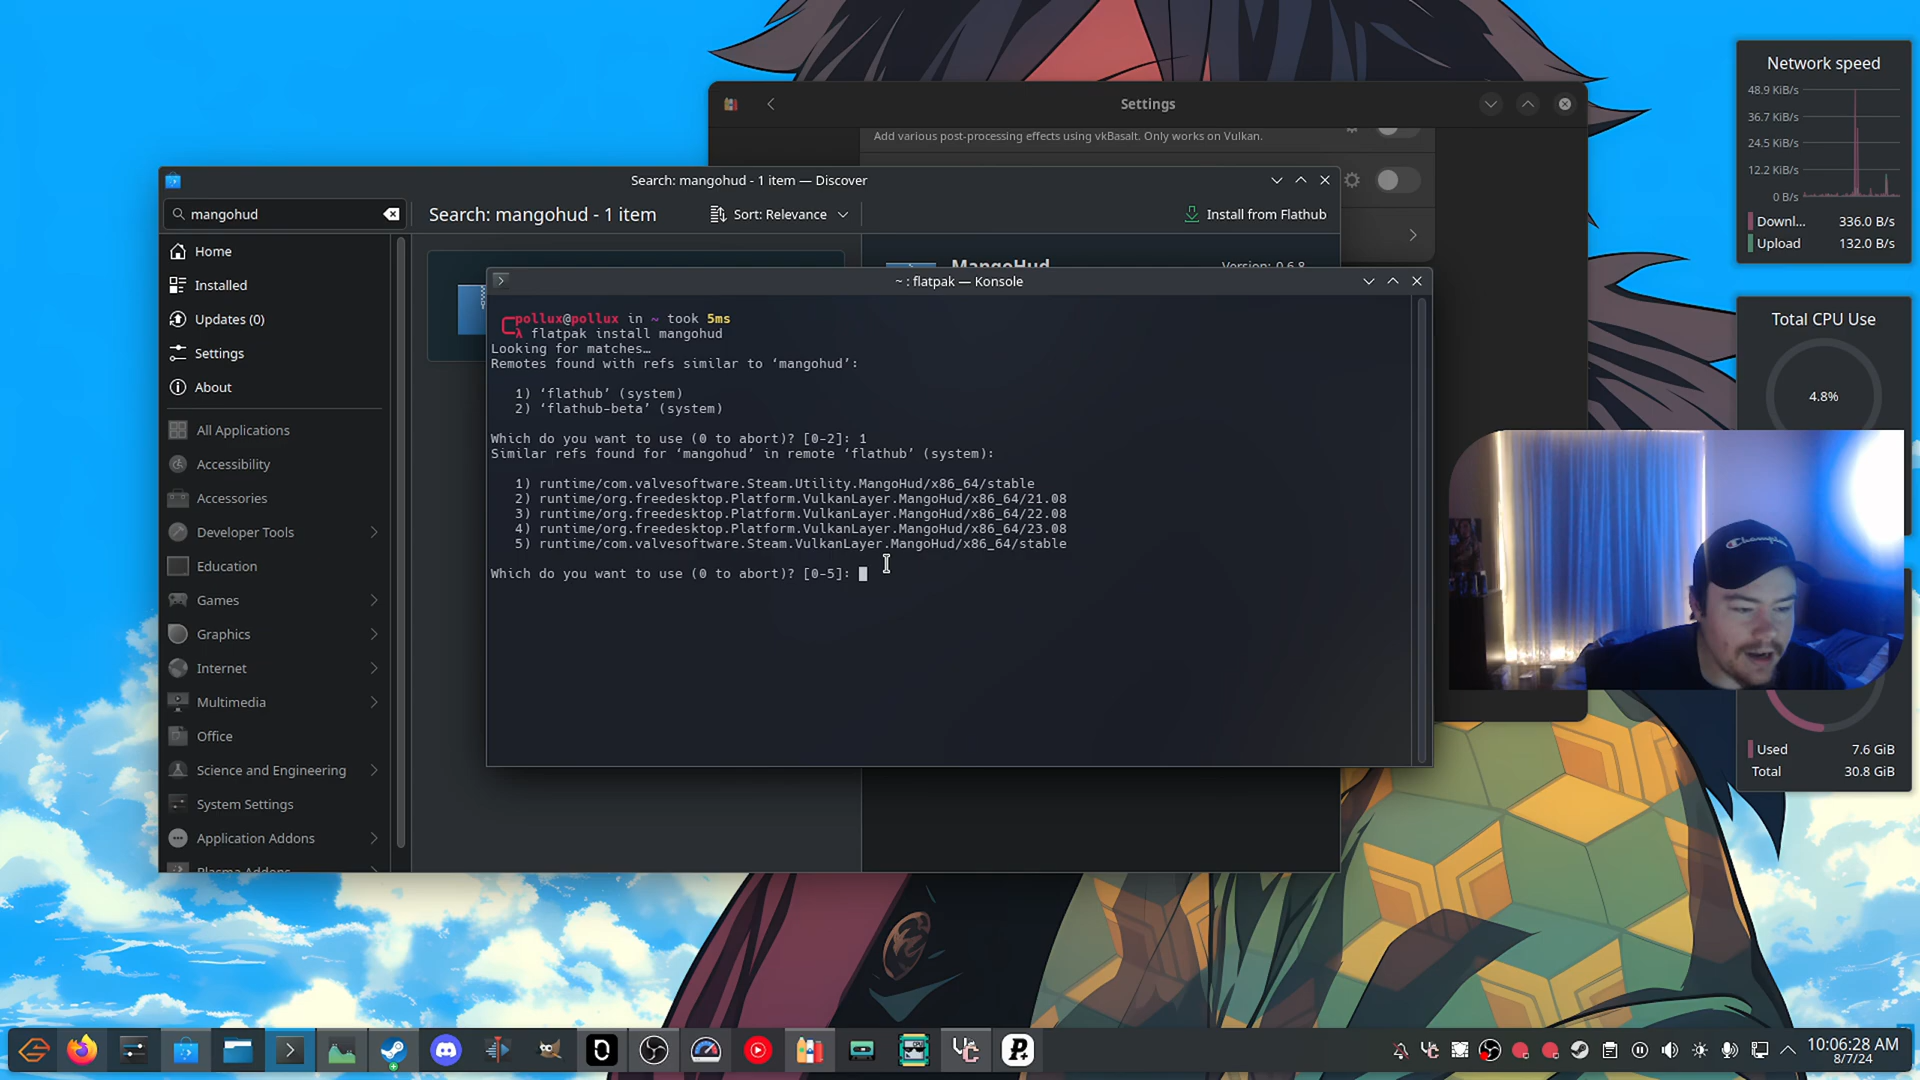 Settings
Add various post-processing effects using vkBasalt. Only works on Vulkan.
Search: mangohud - 1 item — Discover
mangohud
Search: mangohud - 1 item
Sort: Relevance
Install from Flathub
Home
Installed
Updates (0)
Settings
About
All Applications
Accessibility
Accessories
Developer Tools
Education
Games
Graphics
Internet
Multimedia
Office
Science and Engineering
System Settings
Application Addons
Plasma Addons
MangoHud
Version: 0.6.8
~ : flatpak — Konsole
pollux@pollux in ~ took 5ms
λ flatpak install mangohud
Looking for matches…
Remotes found with refs similar to ‘mangohud’:
1) ‘flathub’ (system)
2) ‘flathub-beta’ (system)
Which do you want to use (0 to abort)? [0-2]: 1
Similar refs found for ‘mangohud’ in remote ‘flathub’ (system):
1) runtime/com.valvesoftware.Steam.Utility.MangoHud/x86_64/stable
2) runtime/org.freedesktop.Platform.VulkanLayer.MangoHud/x86_64/21.08
3) runtime/org.freedesktop.Platform.VulkanLayer.MangoHud/x86_64/22.08
4) runtime/org.freedesktop.Platform.VulkanLayer.MangoHud/x86_64/23.08
5) runtime/com.valvesoftware.Steam.VulkanLayer.MangoHud/x86_64/stable
Which do you want to use (0 to abort)? [0-5]:
Network speed
48.9 KiB/s
36.7 KiB/s
24.5 KiB/s
12.2 KiB/s
0 B/s
Downl... 336.0 B/s
Upload 132.0 B/s
Total CPU Use
4.8%
Champion
Used 7.6 GiB
Total 30.8 GiB
10:06:28 AM
8/7/24